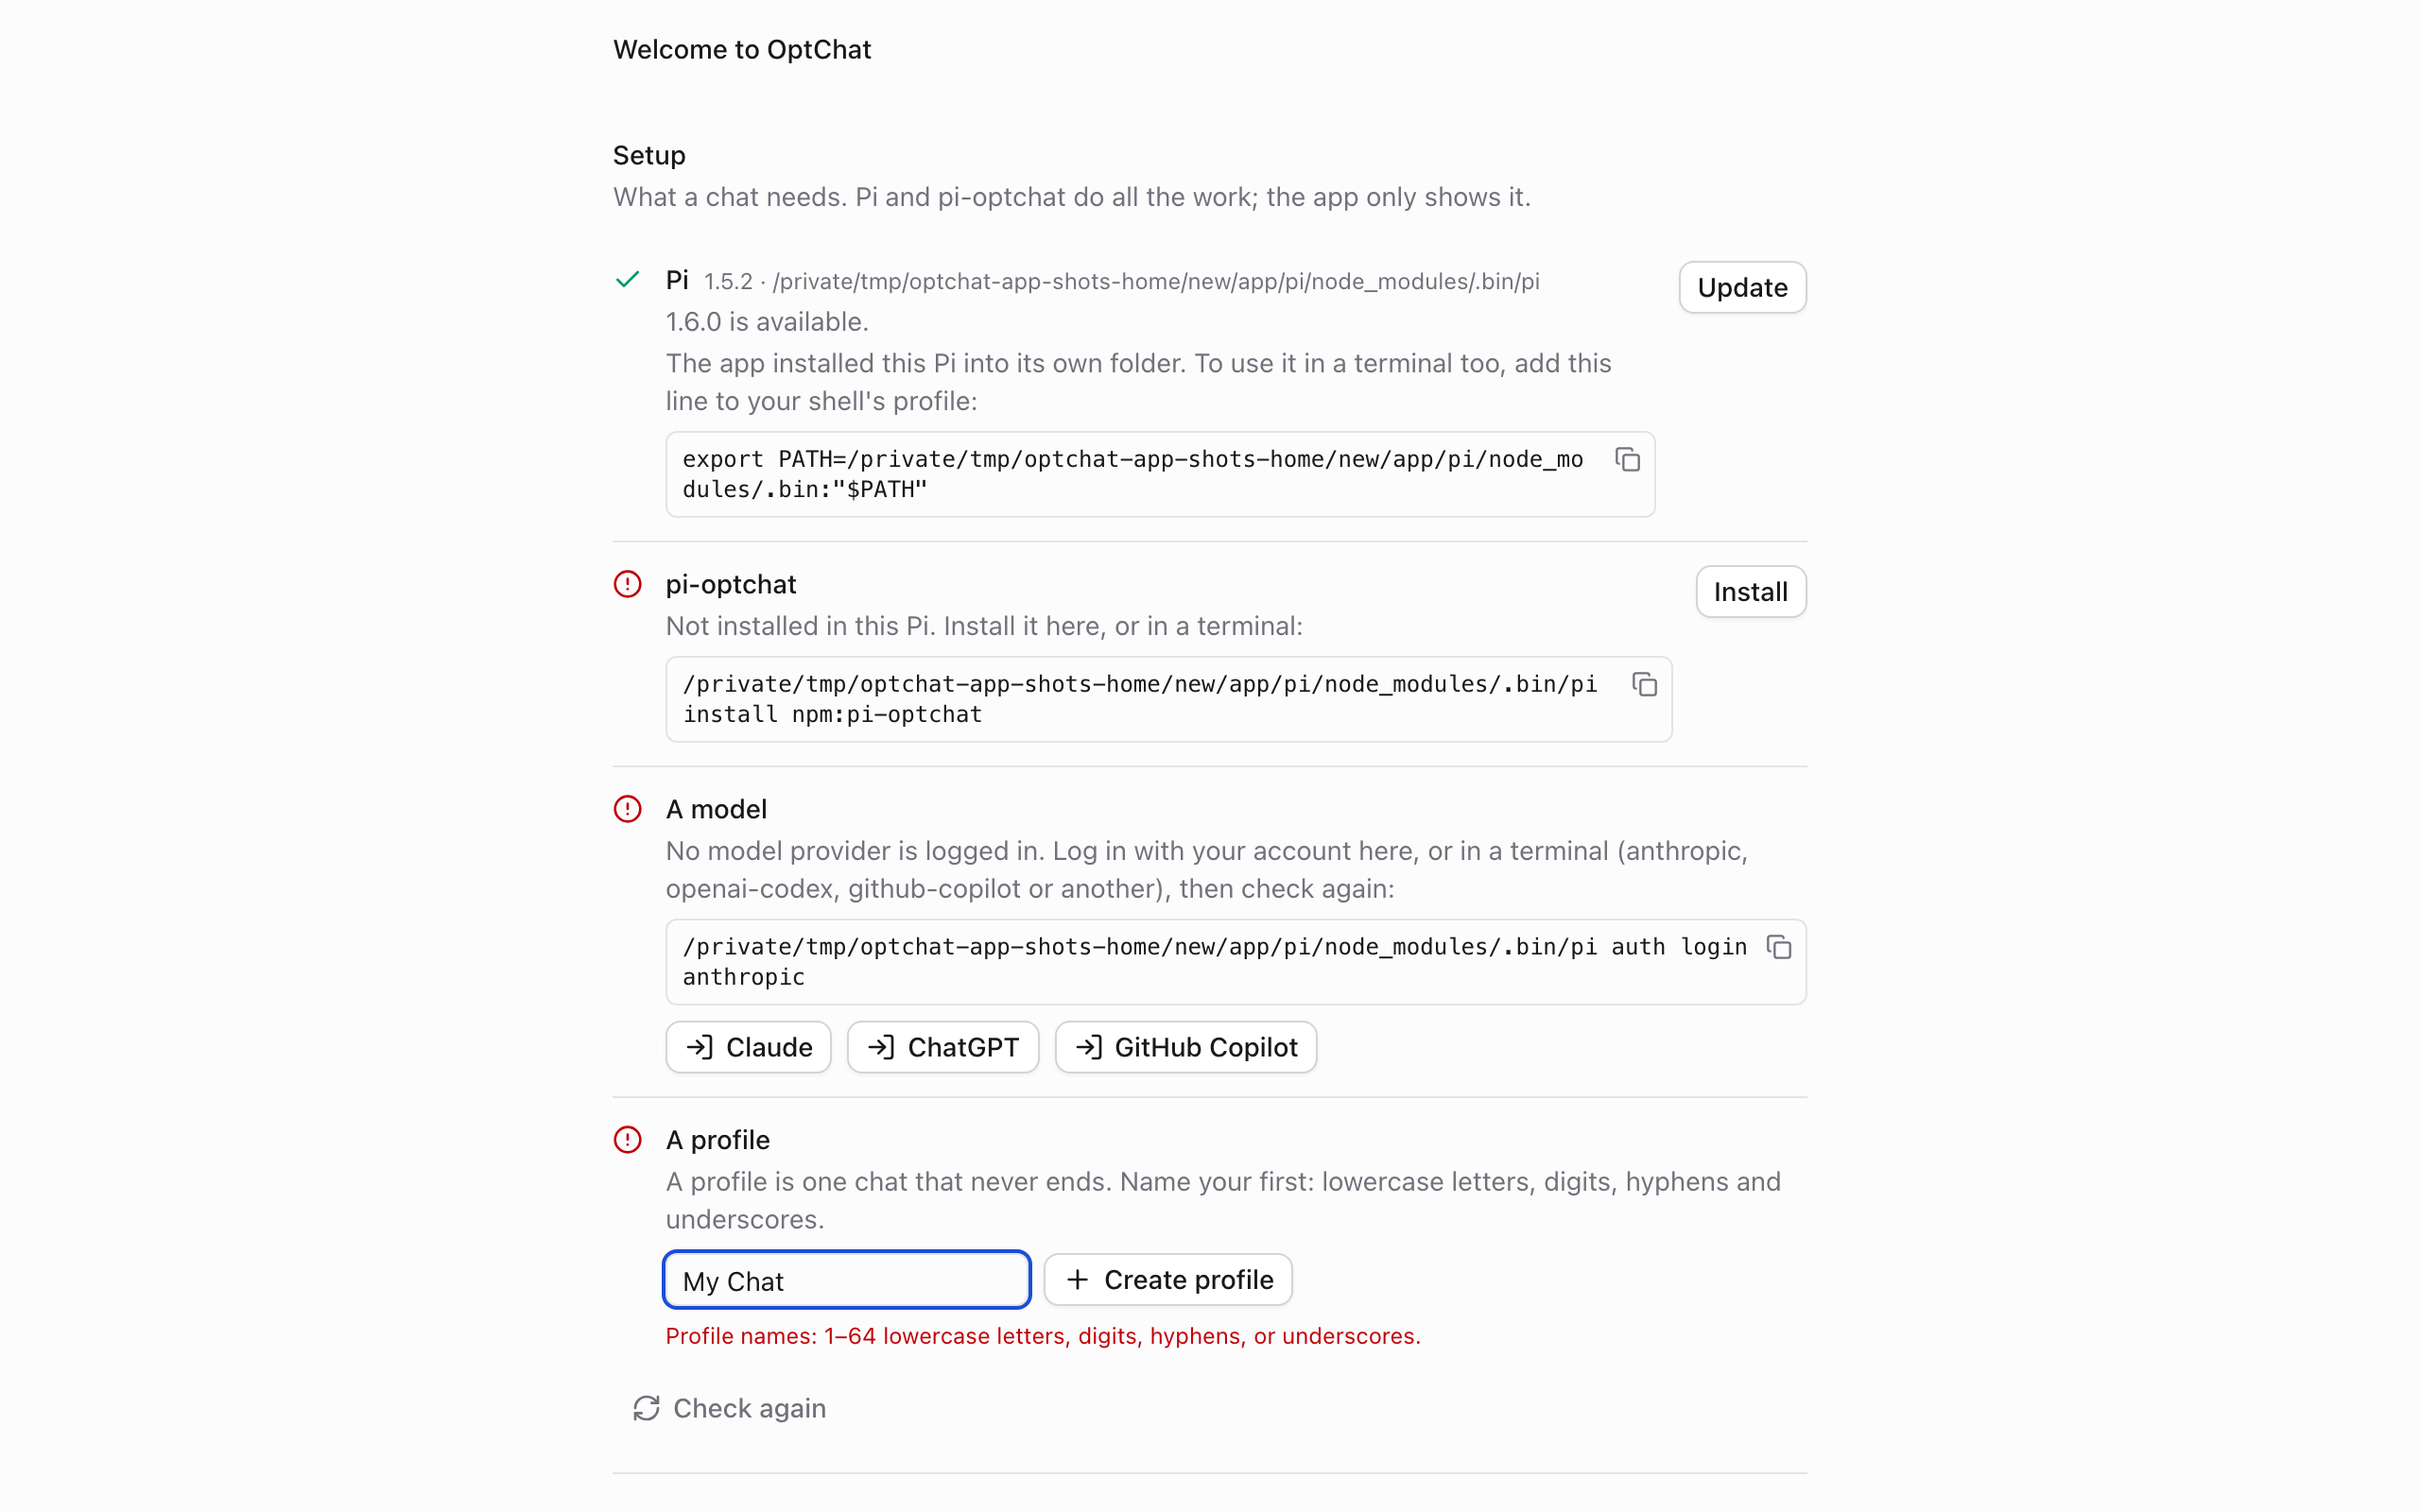 Welcome to OptChat
Setup
What a chat needs. Pi and pi-optchat do all the work; the app only shows it.
Pi 1.5.2 · /private/tmp/optchat-app-shots-home/new/app/pi/node_modules/.bin/pi
Update
1.6.0 is available.
The app installed this Pi into its own folder. To use it in a terminal too, add this
line to your shell's profile:
export PATH=/private/tmp/optchat-app-shots-home/new/app/pi/node_mo
dules/.bin:"$PATH"
pi-optchat
Install
Not installed in this Pi. Install it here, or in a terminal:
/private/tmp/optchat-app-shots-home/new/app/pi/node_modules/.bin/pi
install npm:pi-optchat
A model
No model provider is logged in. Log in with your account here, or in a terminal (anthropic,
openai-codex, github-copilot or another), then check again:
/private/tmp/optchat-app-shots-home/new/app/pi/node_modules/.bin/pi auth login
anthropic
Claude
ChatGPT
GitHub Copilot
A profile
A profile is one chat that never ends. Name your first: lowercase letters, digits, hyphens and
underscores.
My Chat
Create profile
Profile names: 1–64 lowercase letters, digits, hyphens, or underscores.
Check again